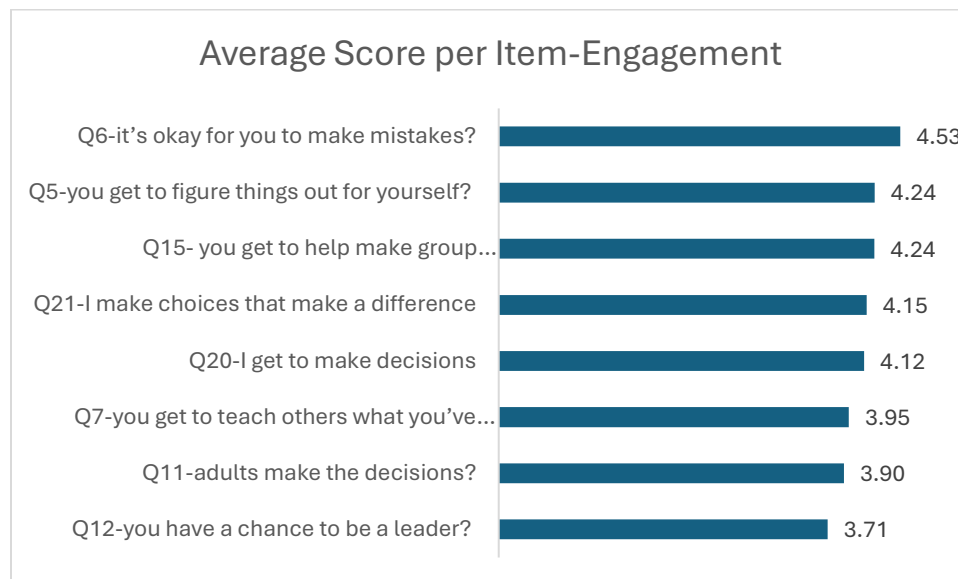 Average Score per Item-Engagement
Q6-it’s okay for you to make mistakes? 4.53
Q5-you get to figure things out for yourself? 4.24
Q15- you get to help make group... 4.24
Q21-I make choices that make a difference 4.15
Q20-I get to make decisions 4.12
Q7-you get to teach others what you’ve... 3.95
Q11-adults make the decisions? 3.90
Q12-you have a chance to be a leader? 3.71